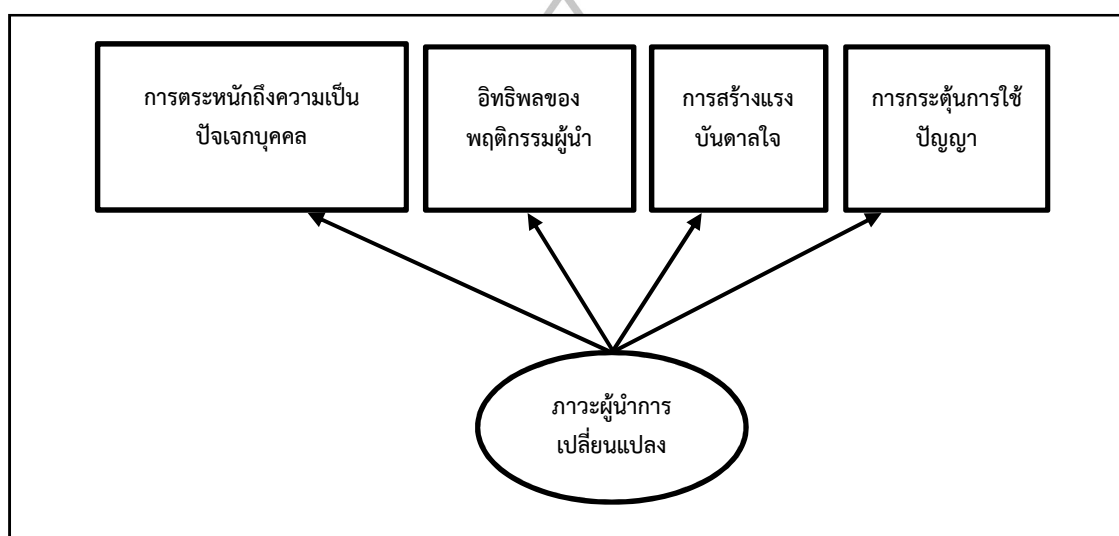 การตระหนักถึงความเป็น
ปัจเจกบุคคล
อิทธิพลของ
พฤติกรรมผู้นำ
การสร้างแรง
บันดาลใจ
การกระตุ้นการใช้
ปัญญา
ภาวะผู้นำการ
เปลี่ยนแปลง